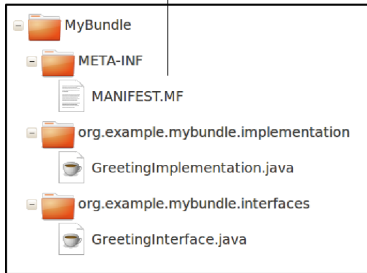 MyBundle
META-INF
MANIFEST.MF
org.example.mybundle.implementation
GreetingImplementation.java
org.example.mybundle.interfaces
GreetingInterface.java